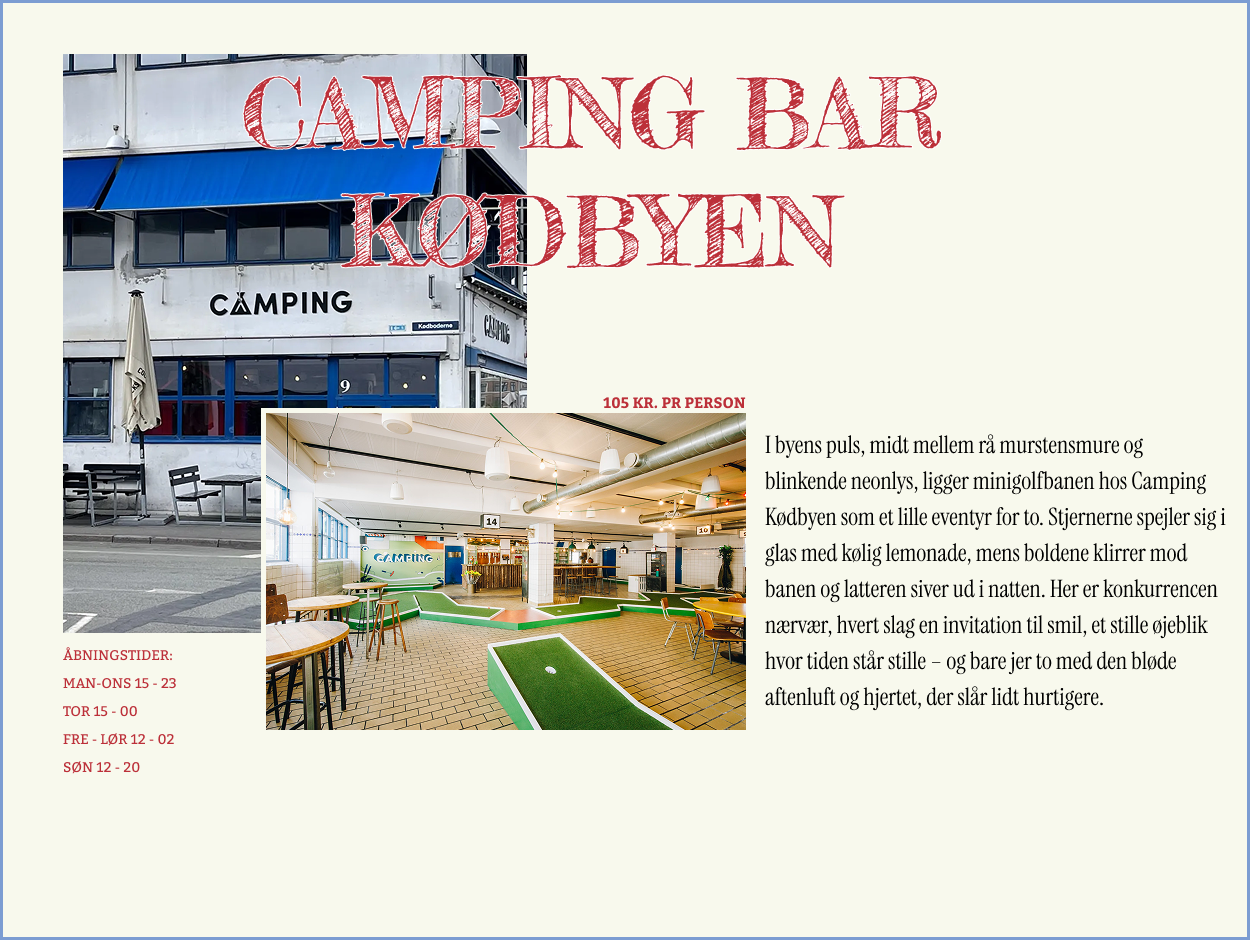 CAMPING BAR
KØDBYEN
CAMPING
Kødboderne
CAMPING
9
105 KR. PR PERSON
14
10
CAMPING
I byens puls, midt mellem rå murstensmure og
blinkende neonlys, ligger minigolfbanen hos Camping
Kødbyen som et lille eventyr for to. Stjernerne spejler sig i
glas med kølig lemonade, mens boldene klirrer mod
banen og latteren siver ud i natten. Her er konkurrencen
nærvær, hvert slag en invitation til smil, et stille øjeblik
hvor tiden står stille – og bare jer to med den bløde
aftenluft og hjertet, der slår lidt hurtigere.
ÅBNINGSTIDER:
MAN-ONS 15 - 23
TOR 15 - 00
FRE - LØR 12 - 02
SØN 12 - 20